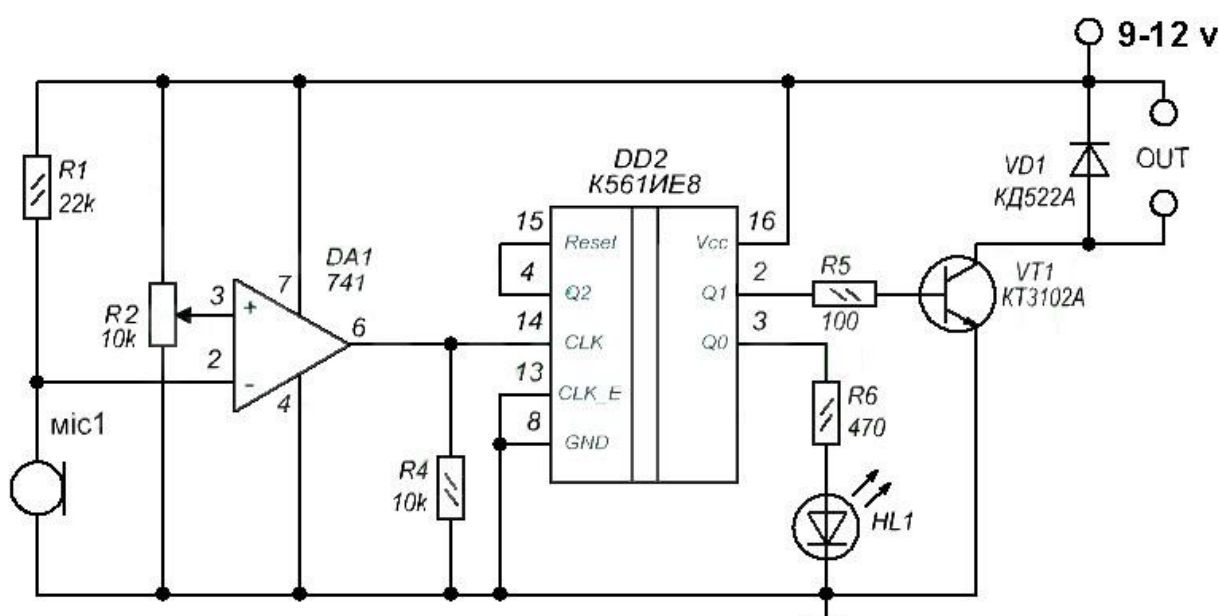 9-12 v
R1
22k
R2
10k
мic1
3
+
2
-
7
4
DA1
741
6
R4
10k
DD2
К561ИЕ8
15
Reset
4
Q2
14
CLK
13
CLK_E
8
GND
Vcc
16
Q1
2
Q0
3
R5
100
R6
470
HL1
VT1
КТ3102А
VD1
КД522А
OUT